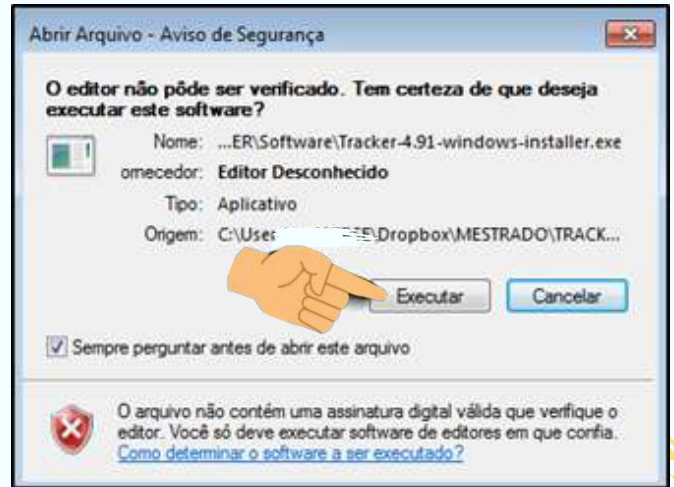 Abrir Arquivo - Aviso de Segurança
O editor não pôde ser verificado. Tem certeza de que deseja
executar este software?
Nome: ...ER\Software\Tracker-4.91-windows-installer.exe
ornecedor: Editor Desconhecido
Tipo: Aplicativo
Origem: C:\User \Dropbox\MESTRADO\TRACK...
Executar Cancelar
Sempre perguntar antes de abrir este arquivo
O arquivo não contém uma assinatura digital válida que verifique o
editor. Você só deve executar software de editores em que confia.
Como determinar o software a ser executado?